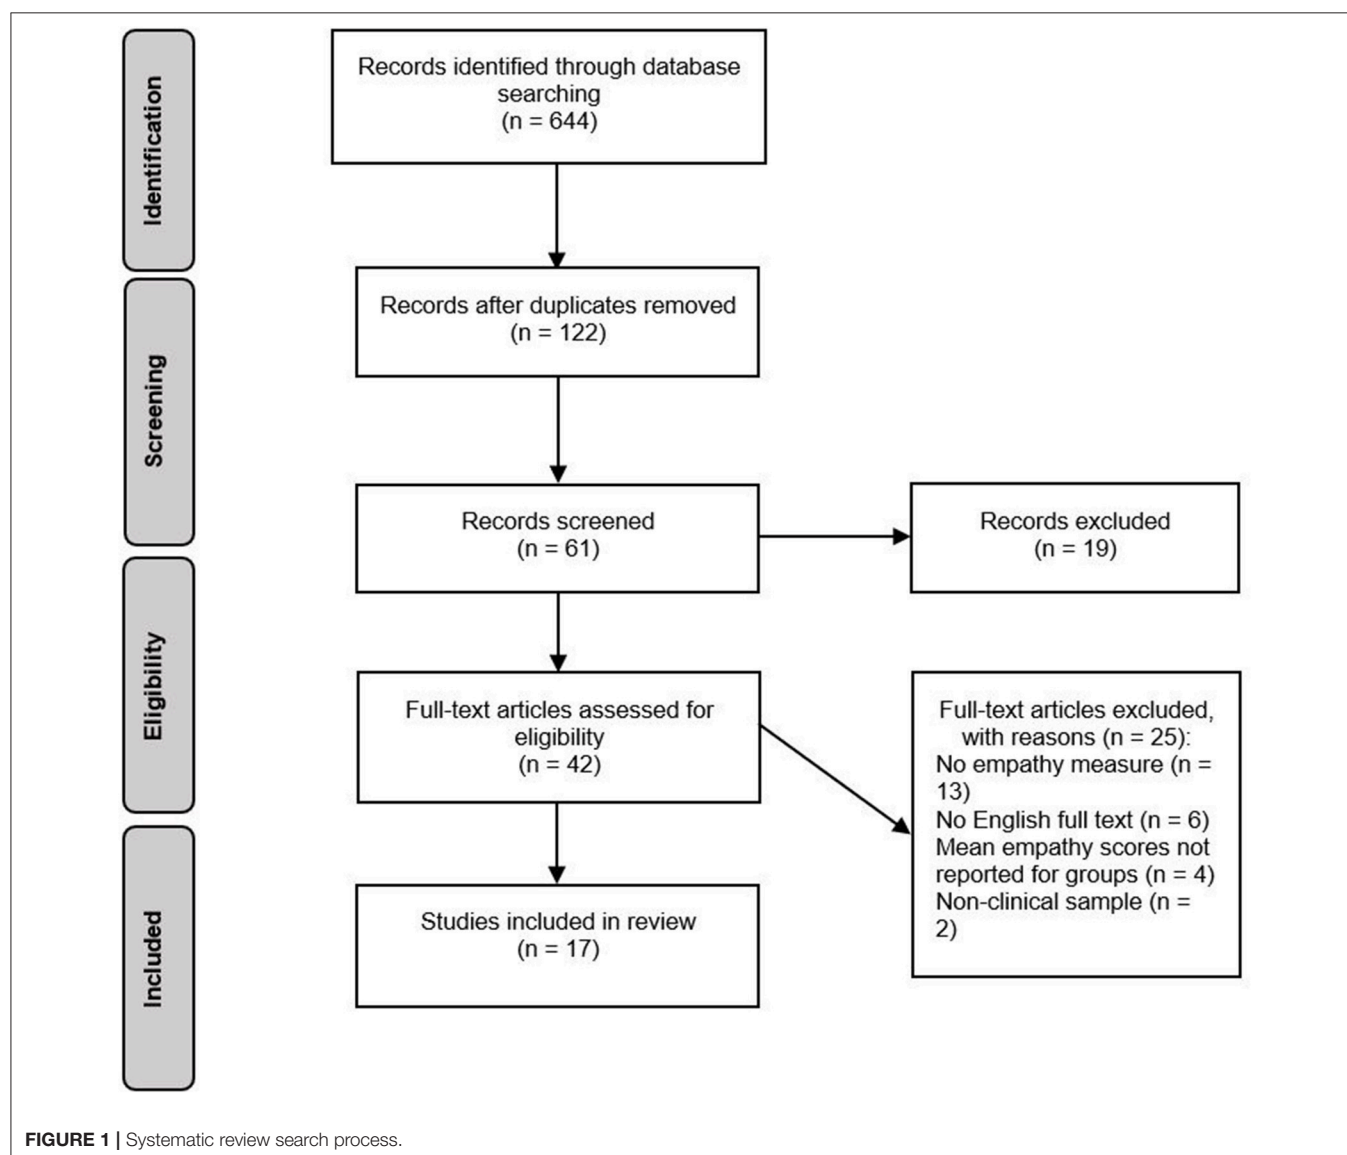 Identification
Records identified through database
searching
(n = 644)
Screening
Records after duplicates removed
(n = 122)
Records screened
(n = 61)
Records excluded
(n = 19)
Eligibility
Full-text articles assessed for
eligibility
(n = 42)
Full-text articles excluded,
with reasons (n = 25):
No empathy measure (n =
13)
No English full text (n = 6)
Mean empathy scores not
reported for groups (n = 4)
Non-clinical sample (n =
2)
Included
Studies included in review
(n = 17)
FIGURE 1 | Systematic review search process.